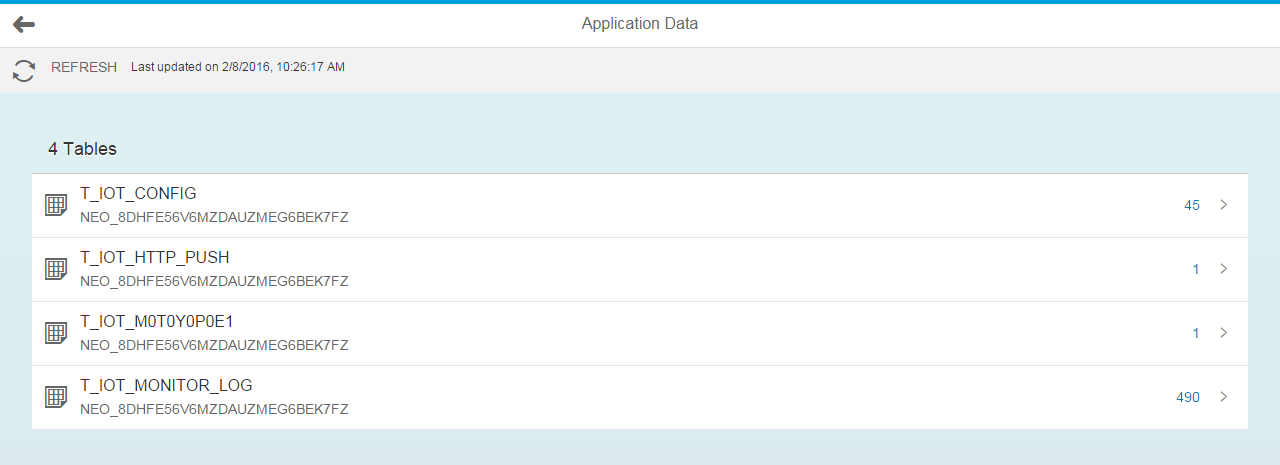 Application Data
REFRESH Last updated on 2/8/2016, 10:26:17 AM
4 Tables
T_IOT_CONFIG
NEO_8DHFE56V6MZDAUZMEG6BEK7FZ
45
T_IOT_HTTP_PUSH
NEO_8DHFE56V6MZDAUZMEG6BEK7FZ
1
T_IOT_M0T0Y0P0E1
NEO_8DHFE56V6MZDAUZMEG6BEK7FZ
1
T_IOT_MONITOR_LOG
NEO_8DHFE56V6MZDAUZMEG6BEK7FZ
490